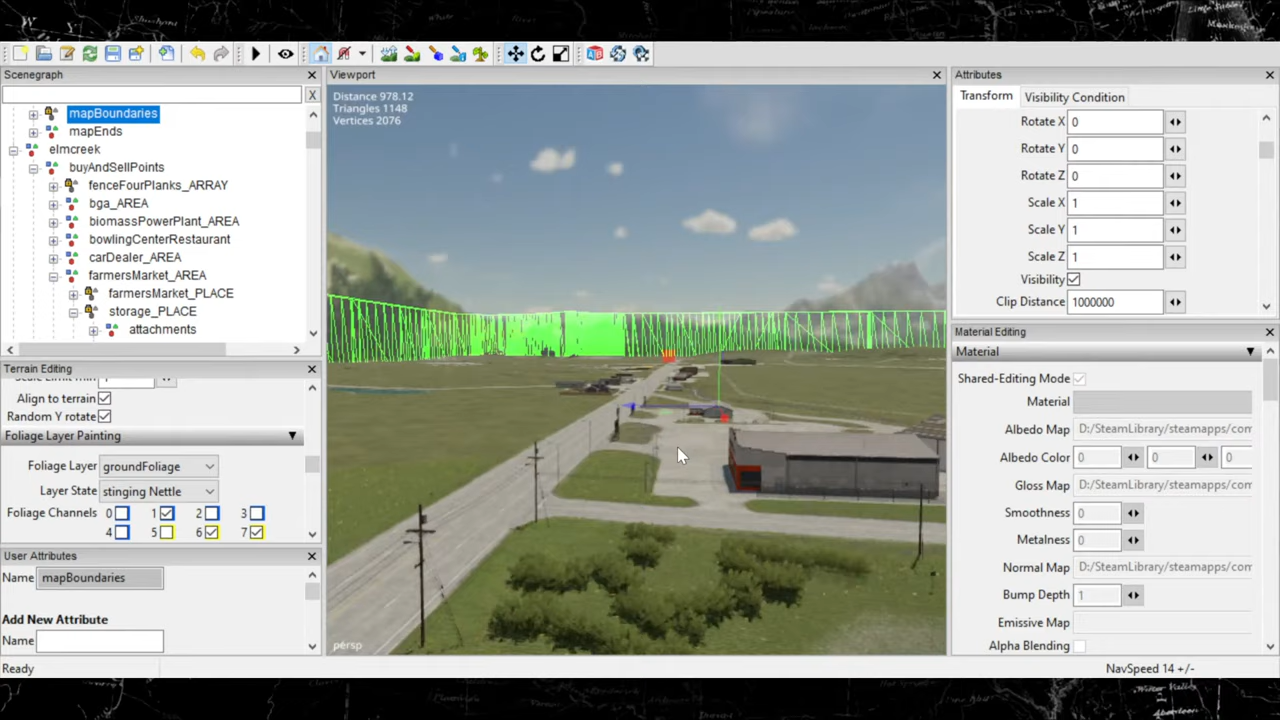 Scenegraph
X
mapBoundaries
mapEnds
elmcreek
buyAndSellPoints
fenceFourPlanks_ARRAY
bga_AREA
biomassPowerPlant_AREA
bowlingCenterRestaurant
carDealer_AREA
farmersMarket_AREA
farmersMarket_PLACE
storage_PLACE
attachments
Terrain Editing
Align to terrain
Random Y rotate
Foliage Layer Painting
Foliage Layer groundFoliage
Layer State stinging Nettle
Foliage Channels 0 1 2 3
4 5 6 7
User Attributes
Name mapBoundaries
Add New Attribute
Name
Ready
Viewport
Distance 978.12
Triangles 1148
Vertices 2076
persp
Attributes
Transform Visibility Condition
Rotate X 0
Rotate Y 0
Rotate Z 0
Scale X 1
Scale Y 1
Scale Z 1
Visibility
Clip Distance 1000000
Material Editing
Material
Shared-Editing Mode
Material
Albedo Map D:/SteamLibrary/steamapps/com
Albedo Color 0 0 0
Gloss Map D:/SteamLibrary/steamapps/com
Smoothness 0
Metalness 0
Normal Map D:/SteamLibrary/steamapps/com
Bump Depth 1
Emissive Map
Alpha Blending
NavSpeed 14 +/-